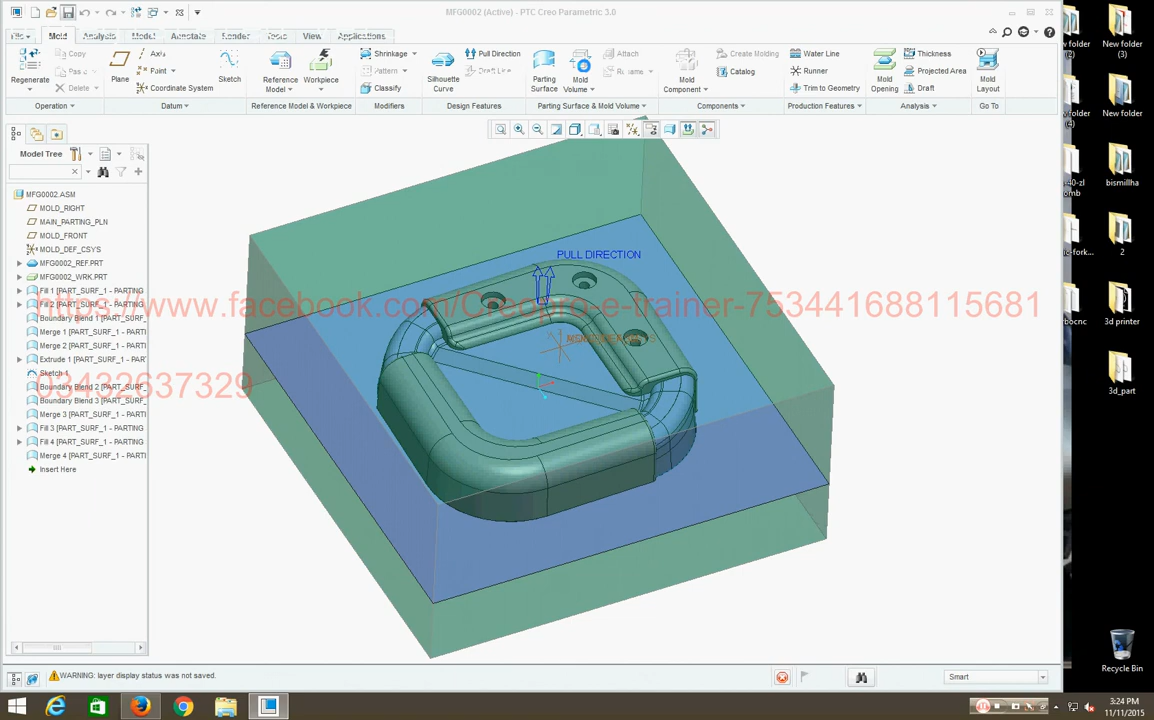 MFG0002 (Active) - PTC Creo Parametric 3.0
File Mold Analysis Model Annotate Render Tools View Applications
Regenerate
Copy
Delete
Operation
Plane
Axis
Point
Coordinate System
Sketch
Datum
Reference Model
Workpiece
Reference Model & Workpiece
Shrinkage
Pattern
Classify
Modifiers
Silhouette Curve
Pull Direction
Draft Line
Design Features
Parting Surface
Mold Volume
Attach
Parting Surface & Mold Volume
Mold Component
Create Molding
Catalog
Components
Water Line
Runner
Trim to Geometry
Production Features
Mold Opening
Thickness
Projected Area
Draft
Analysis
Mold Layout
Go To
Model Tree
MFG0002.ASM
MOLD_RIGHT
MAIN_PARTING_PLN
MOLD_FRONT
MOLD_DEF_CSYS
MFG0002_REF.PRT
MFG0002_WRK.PRT
Fill 1 [PART_SURF_1 - PARTING
Fill 2 [PART_SURF_1 - PARTING
Boundary Blend 1 [PART_SURF_
Merge 1 [PART_SURF_1 - PARTI
Merge 2 [PART_SURF_1 - PARTI
Extrude 1 [PART_SURF_1 - PARTI
Sketch 1
Boundary Blend 2 [PART_SURF_
Boundary Blend 3 [PART_SURF_
Merge 3 [PART_SURF_1 - PARTI
Fill 3 [PART_SURF_1 - PARTING
Fill 4 [PART_SURF_1 - PARTING
Merge 4 [PART_SURF_1 - PARTI
Insert Here
PULL DIRECTION
https://www.facebook.com/Creopro-e-trainer-753441688115681
03432637329
WARNING: layer display status was not saved.
Smart
New folder (3)
New folder
bismillha
2
3d printer
3d_part
Recycle Bin
3:24 PM
11/11/2015